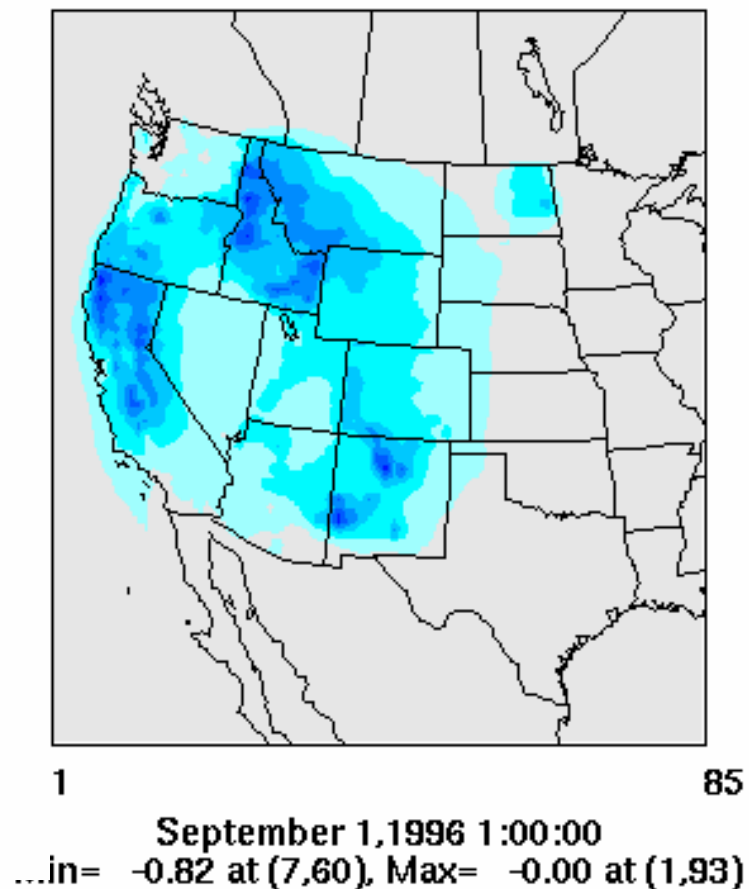 1 85
September 1,1996 1:00:00
in= -0.82 at (7,60), Max= -0.00 at (1,93)